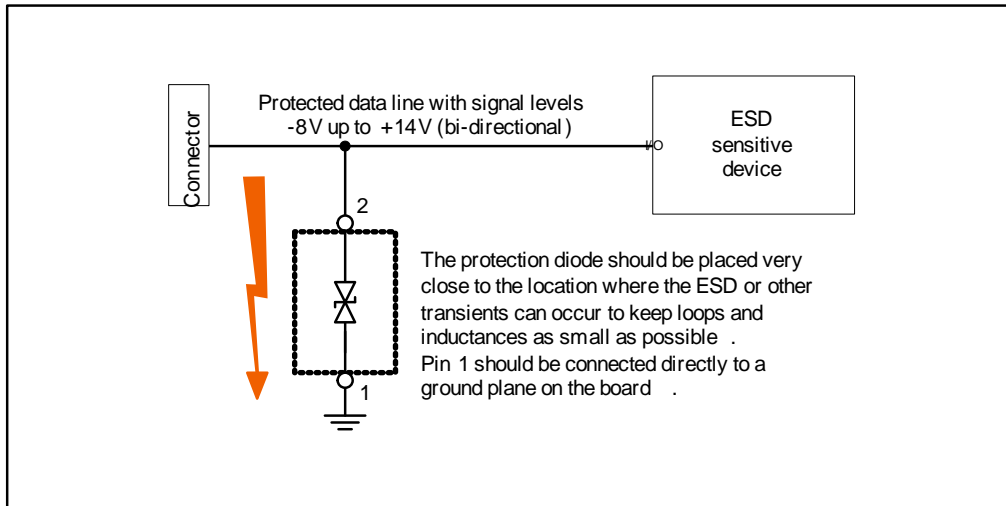 Protected data line with signal levels
-8V up to +14V (bi-directional)
Connector
I/O
ESD
sensitive
device
2
The protection diode should be placed very
close to the location where the ESD or other
transients can occur to keep loops and
inductances as small as possible .
Pin 1 should be connected directly to a
ground plane on the board .
1